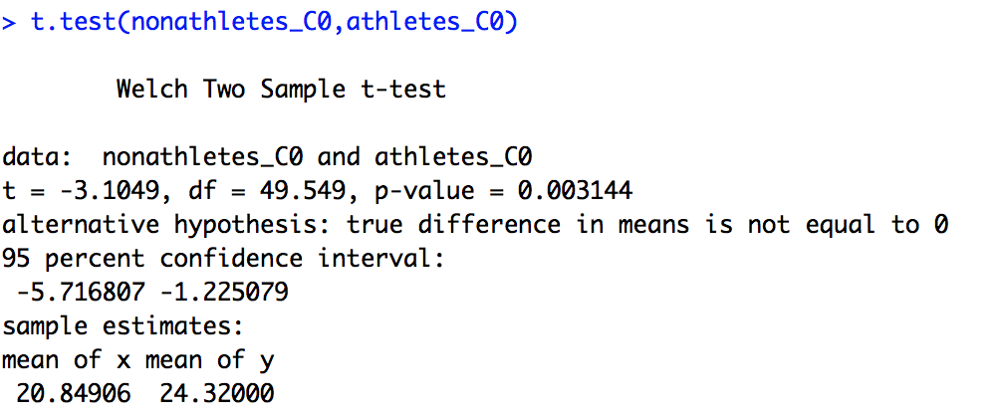 > t.test(nonathletes_C0,athletes_C0)
Welch Two Sample t-test
data:  nonathletes_C0 and athletes_C0
t = -3.1049, df = 49.549, p-value = 0.003144
alternative hypothesis: true difference in means is not equal to 0
95 percent confidence interval:
 -5.716807 -1.225079
sample estimates:
mean of x mean of y
 20.84906  24.32000